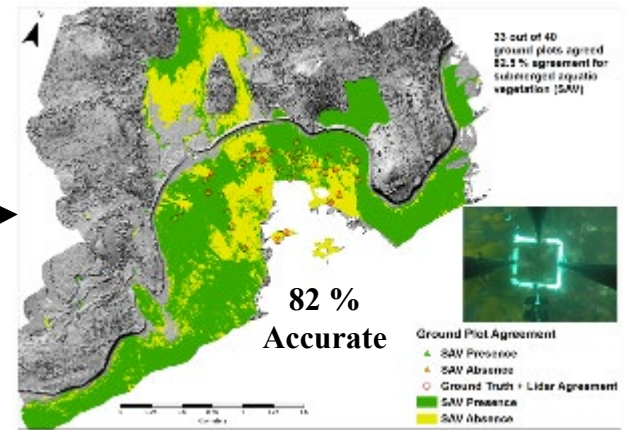 33 out of 40
ground plots agreed
82.5 % agreement for
submerged aquatic
vegetation (SAV)
82 %
Accurate
Ground Plot Agreement
SAV Presence
SAV Absence
Ground Truth + Lidar Agreement
SAV Presence
SAV Absence